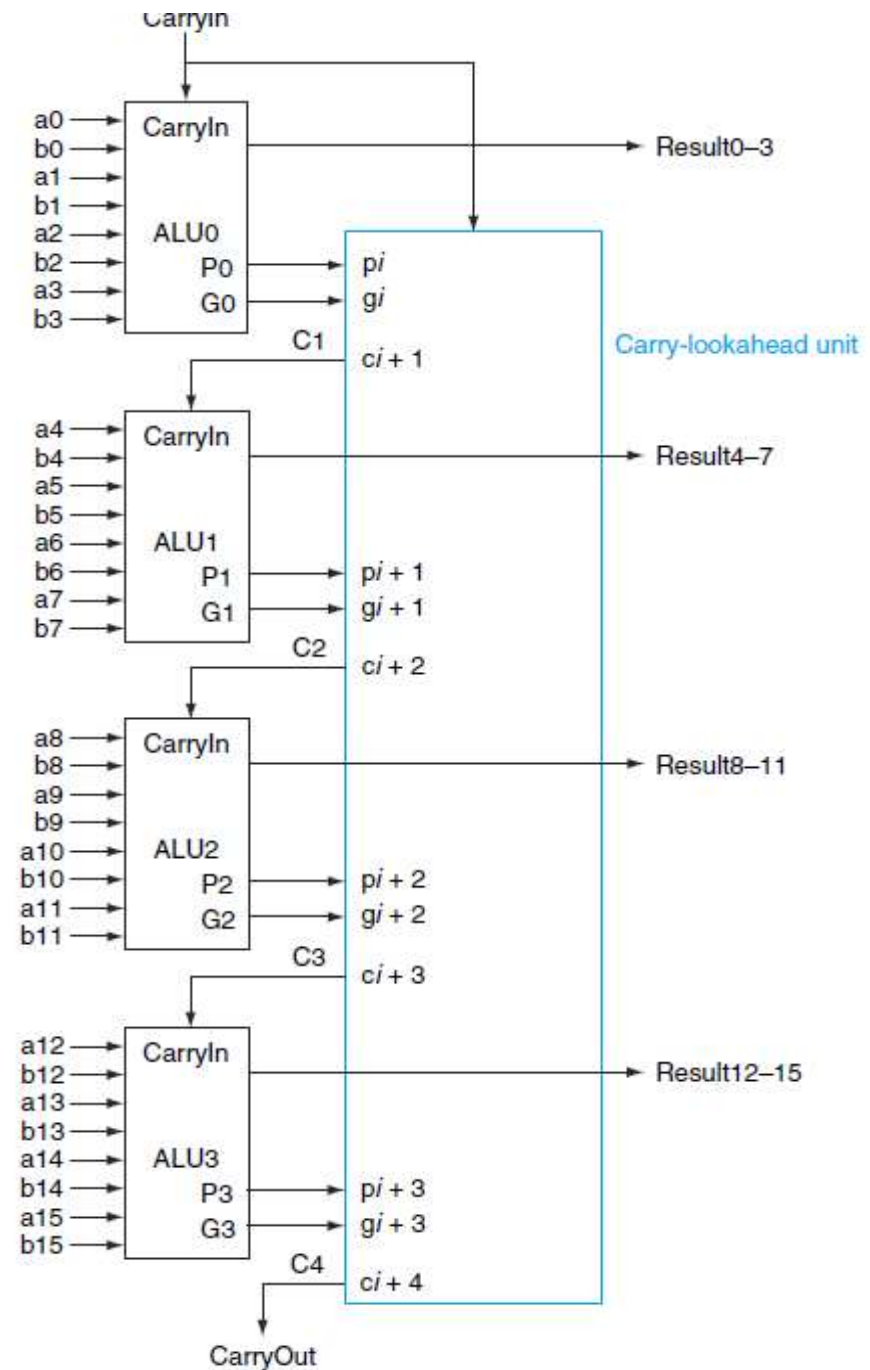 CarryIn
a0
b0
a1
b1
a2
b2
a3
b3
CarryIn
ALU0
P0
G0
Result0–3
pi
gi
C1
ci + 1
Carry-lookahead unit
a4
b4
a5
b5
a6
b6
a7
b7
CarryIn
ALU1
P1
G1
Result4–7
pi + 1
gi + 1
C2
ci + 2
a8
b8
a9
b9
a10
b10
a11
b11
CarryIn
ALU2
P2
G2
Result8–11
pi + 2
gi + 2
C3
ci + 3
a12
b12
a13
b13
a14
b14
a15
b15
CarryIn
ALU3
P3
G3
Result12–15
pi + 3
gi + 3
C4
ci + 4
CarryOut